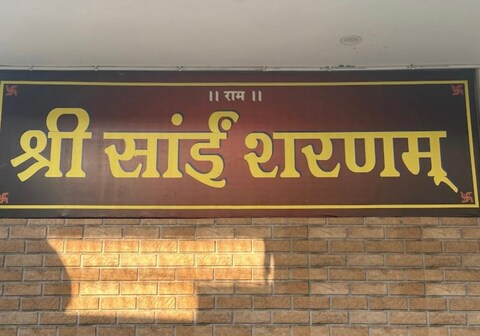 ।। राम ।।
श्री सांईं शरणम्